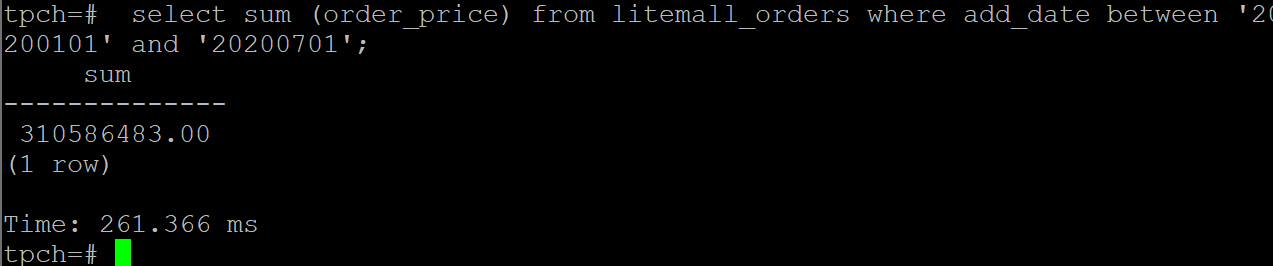 tpch=#  select sum (order_price) from litemall_orders where add_date between '20
200101' and '20200701';
     sum
--------------
 310586483.00
(1 row)

Time: 261.366 ms
tpch=#